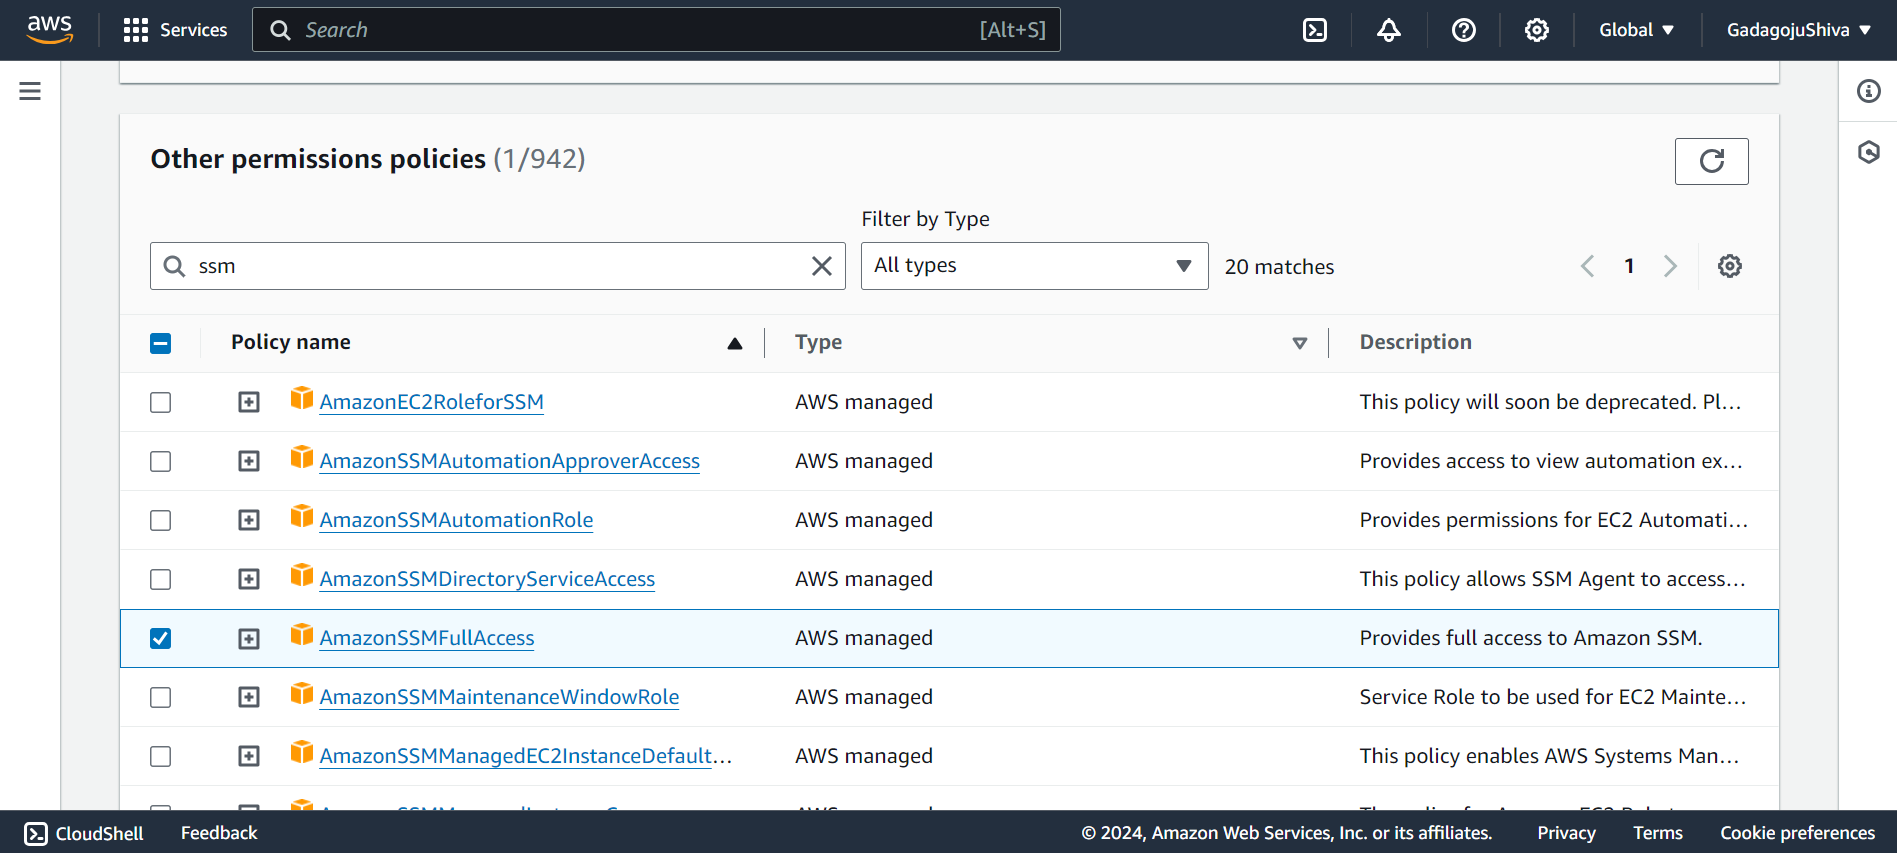 aws Services Search [Alt+S] Global GadagojuShiva
Other permissions policies (1/942)
Filter by Type
ssm All types 20 matches 1
Policy name Type Description
AmazonEC2RoleforSSM AWS managed This policy will soon be deprecated. Pl...
AmazonSSMAutomationApproverAccess AWS managed Provides access to view automation ex...
AmazonSSMAutomationRole AWS managed Provides permissions for EC2 Automati...
AmazonSSMDirectoryServiceAccess AWS managed This policy allows SSM Agent to access...
AmazonSSMFullAccess AWS managed Provides full access to Amazon SSM.
AmazonSSMMaintenanceWindowRole AWS managed Service Role to be used for EC2 Mainte...
AmazonSSMManagedEC2InstanceDefault... AWS managed This policy enables AWS Systems Man...
CloudShell Feedback © 2024, Amazon Web Services, Inc. or its affiliates. Privacy Terms Cookie preferences